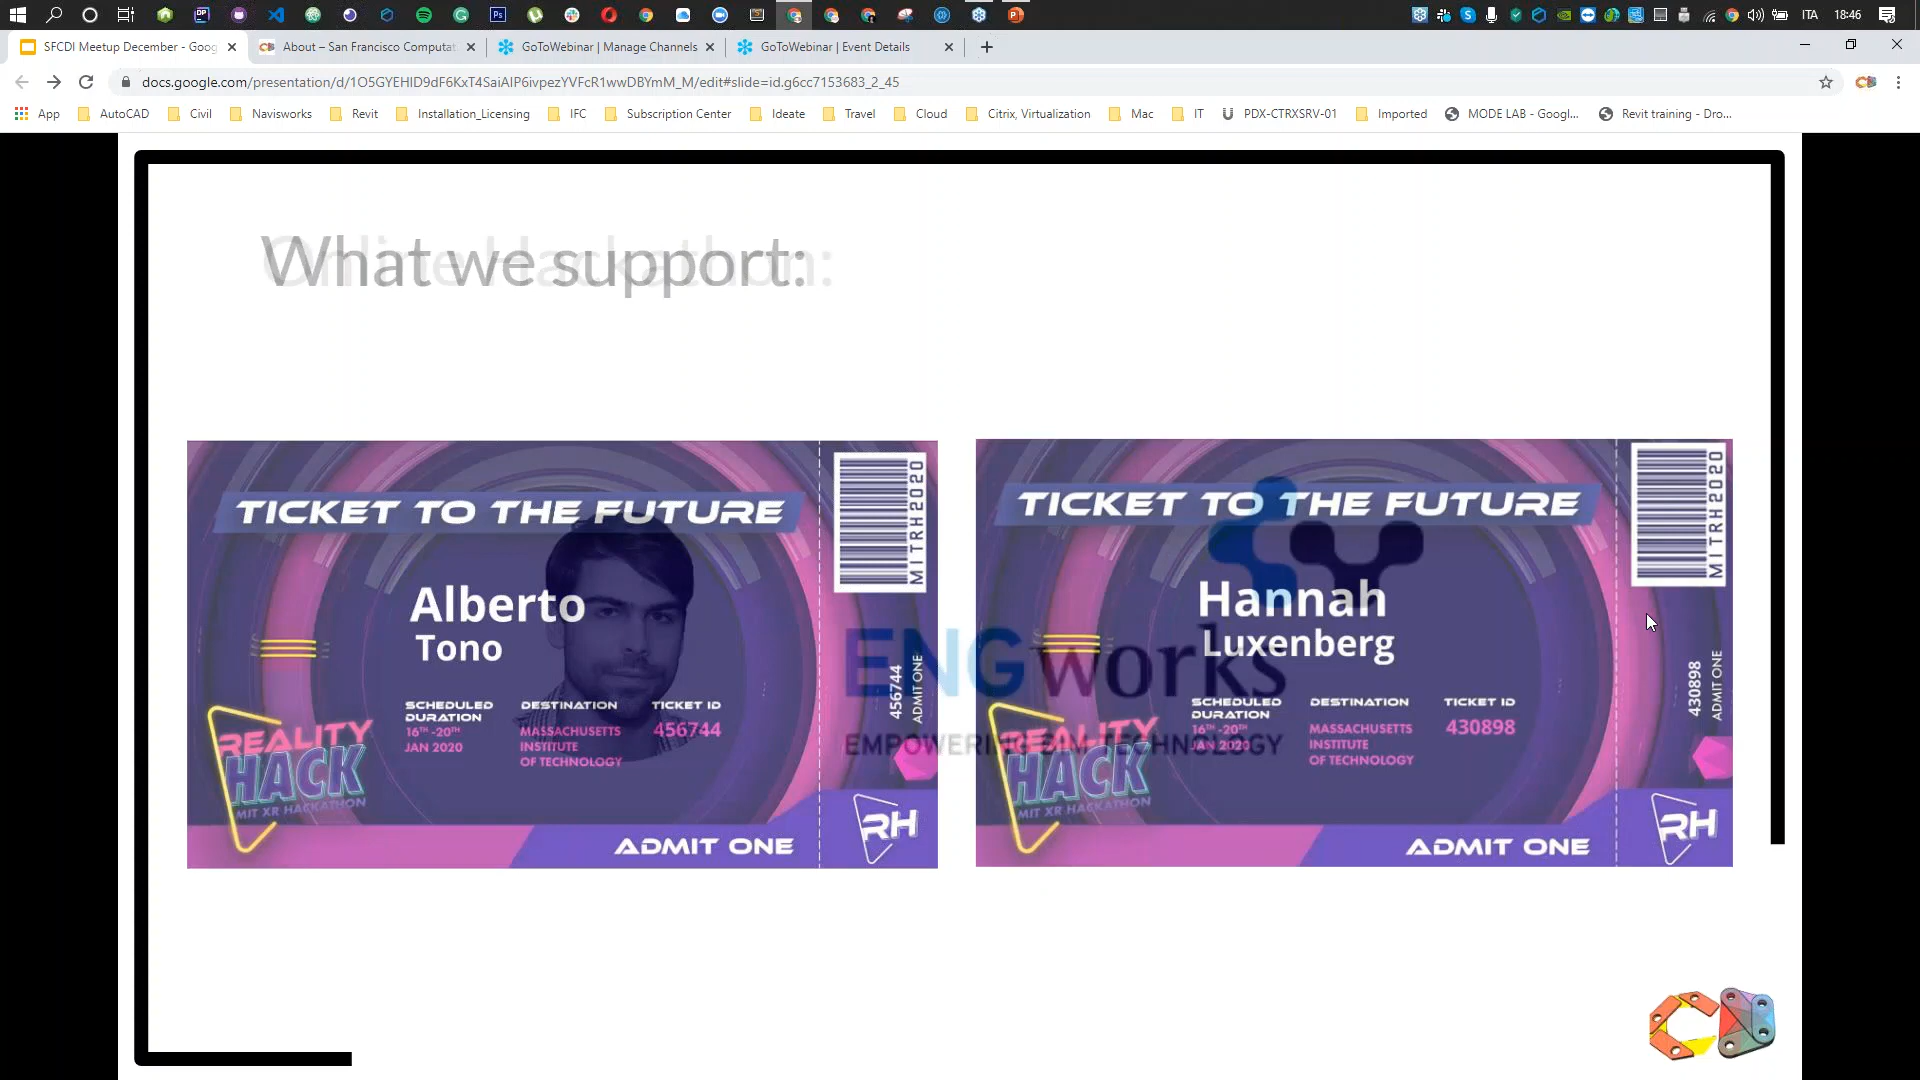 ITA
18:46
SFCDI Meetup December - Goog
About – San Francisco Computat
GoToWebinar | Manage Channels
GoToWebinar | Event Details
docs.google.com/presentation/d/1O5GYEHlD9dF6KxT4SaiAlP6ivpezYVFcR1wwDBYmM_M/edit#slide=id.g6cc7153683_2_45
App
AutoCAD
Civil
Navisworks
Revit
Installation_Licensing
IFC
Subscription Center
Ideate
Travel
Cloud
Citrix, Virtualization
Mac
IT
PDX-CTRXSRV-01
Imported
MODE LAB - Googl...
Revit training - Dro...
What we support:
Online Hackathon:
TICKET TO THE FUTURE
Alberto
Tono
SCHEDULED
DURATION
16TH -20TH
JAN 2020
DESTINATION
MASSACHUSETTS
INSTITUTE
OF TECHNOLOGY
TICKET ID
456744
MITRH2020
456744
ADMIT ONE
REALITY
HACK
MIT XR HACKATHON
ADMIT ONE
RH
TICKET TO THE FUTURE
Hannah
Luxenberg
SCHEDULED
DURATION
16TH -20TH
JAN 2020
DESTINATION
MASSACHUSETTS
INSTITUTE
OF TECHNOLOGY
TICKET ID
430898
MITRH2020
430898
ADMIT ONE
REALITY
HACK
MIT XR HACKATHON
ADMIT ONE
RH
ENGworks
EMPOWERING BIM TECHNOLOGY